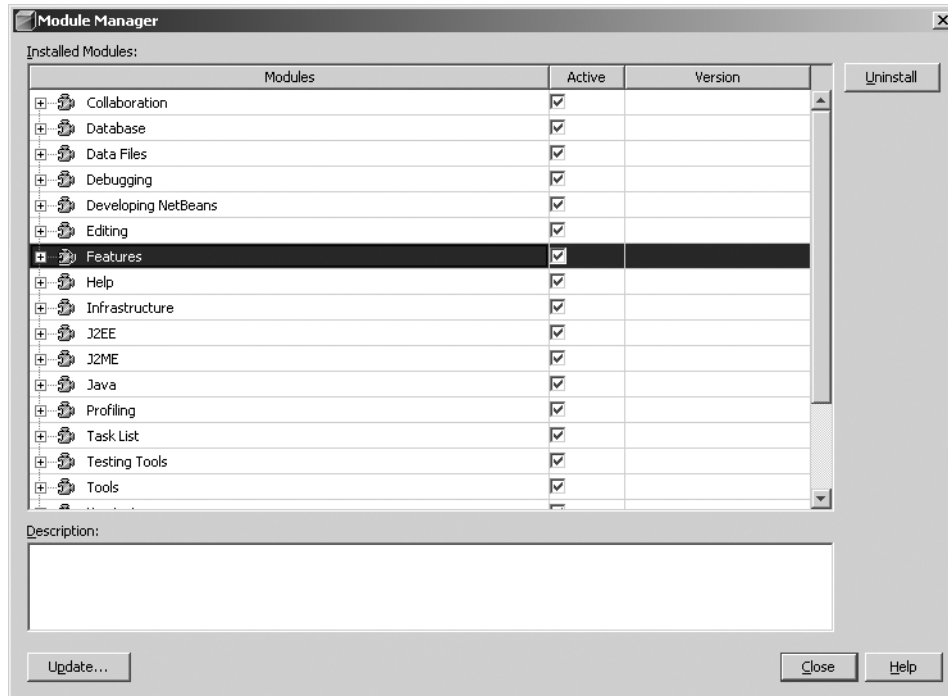 Module Manager
Installed Modules:
Modules Active Version
Uninstall
Collaboration
Database
Data Files
Debugging
Developing NetBeans
Editing
Features
Help
Infrastructure
J2EE
J2ME
Java
Profiling
Task List
Testing Tools
Tools
Description:
Update...
Close Help